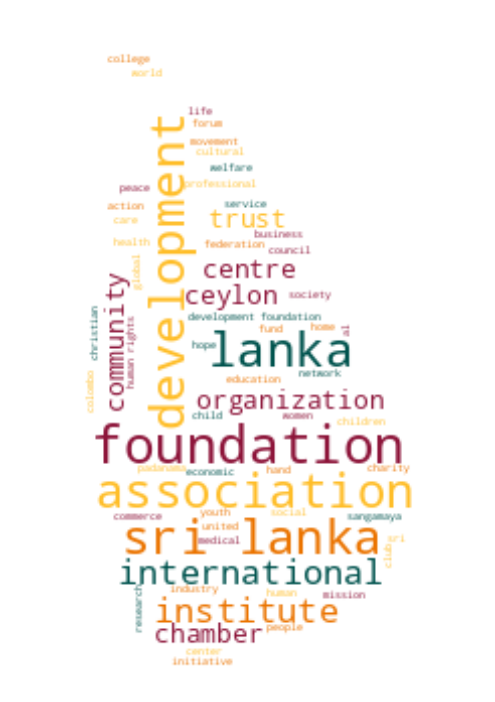 college
world
life
forum
development
movement
cultural
welfare
professional
peace
service
action
trust
care
business
health
federation
council
centre
global
community
ceylon
society
christian
development foundation
human rights
fund
home
al
hope
lanka
network
colombo
education
organization
child
women
children
foundation
padanama
economic
hand
charity
association
commerce
youth
social
sangamaya
united
sri lanka
medical
club
sri
international
research
industry
human
mission
institute
chamber
people
center
initiative